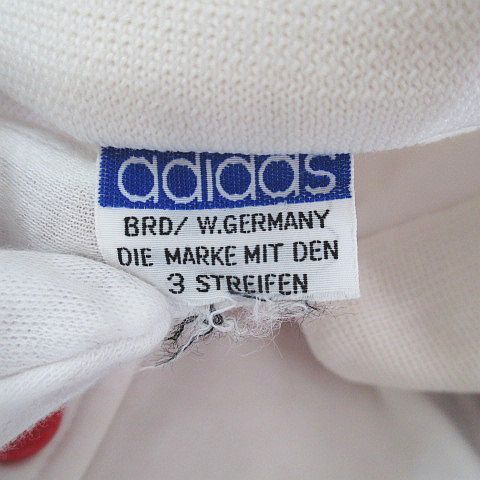 adidas
BRD/ W.GERMANY
DIE MARKE MIT DEN
3 STREIFEN